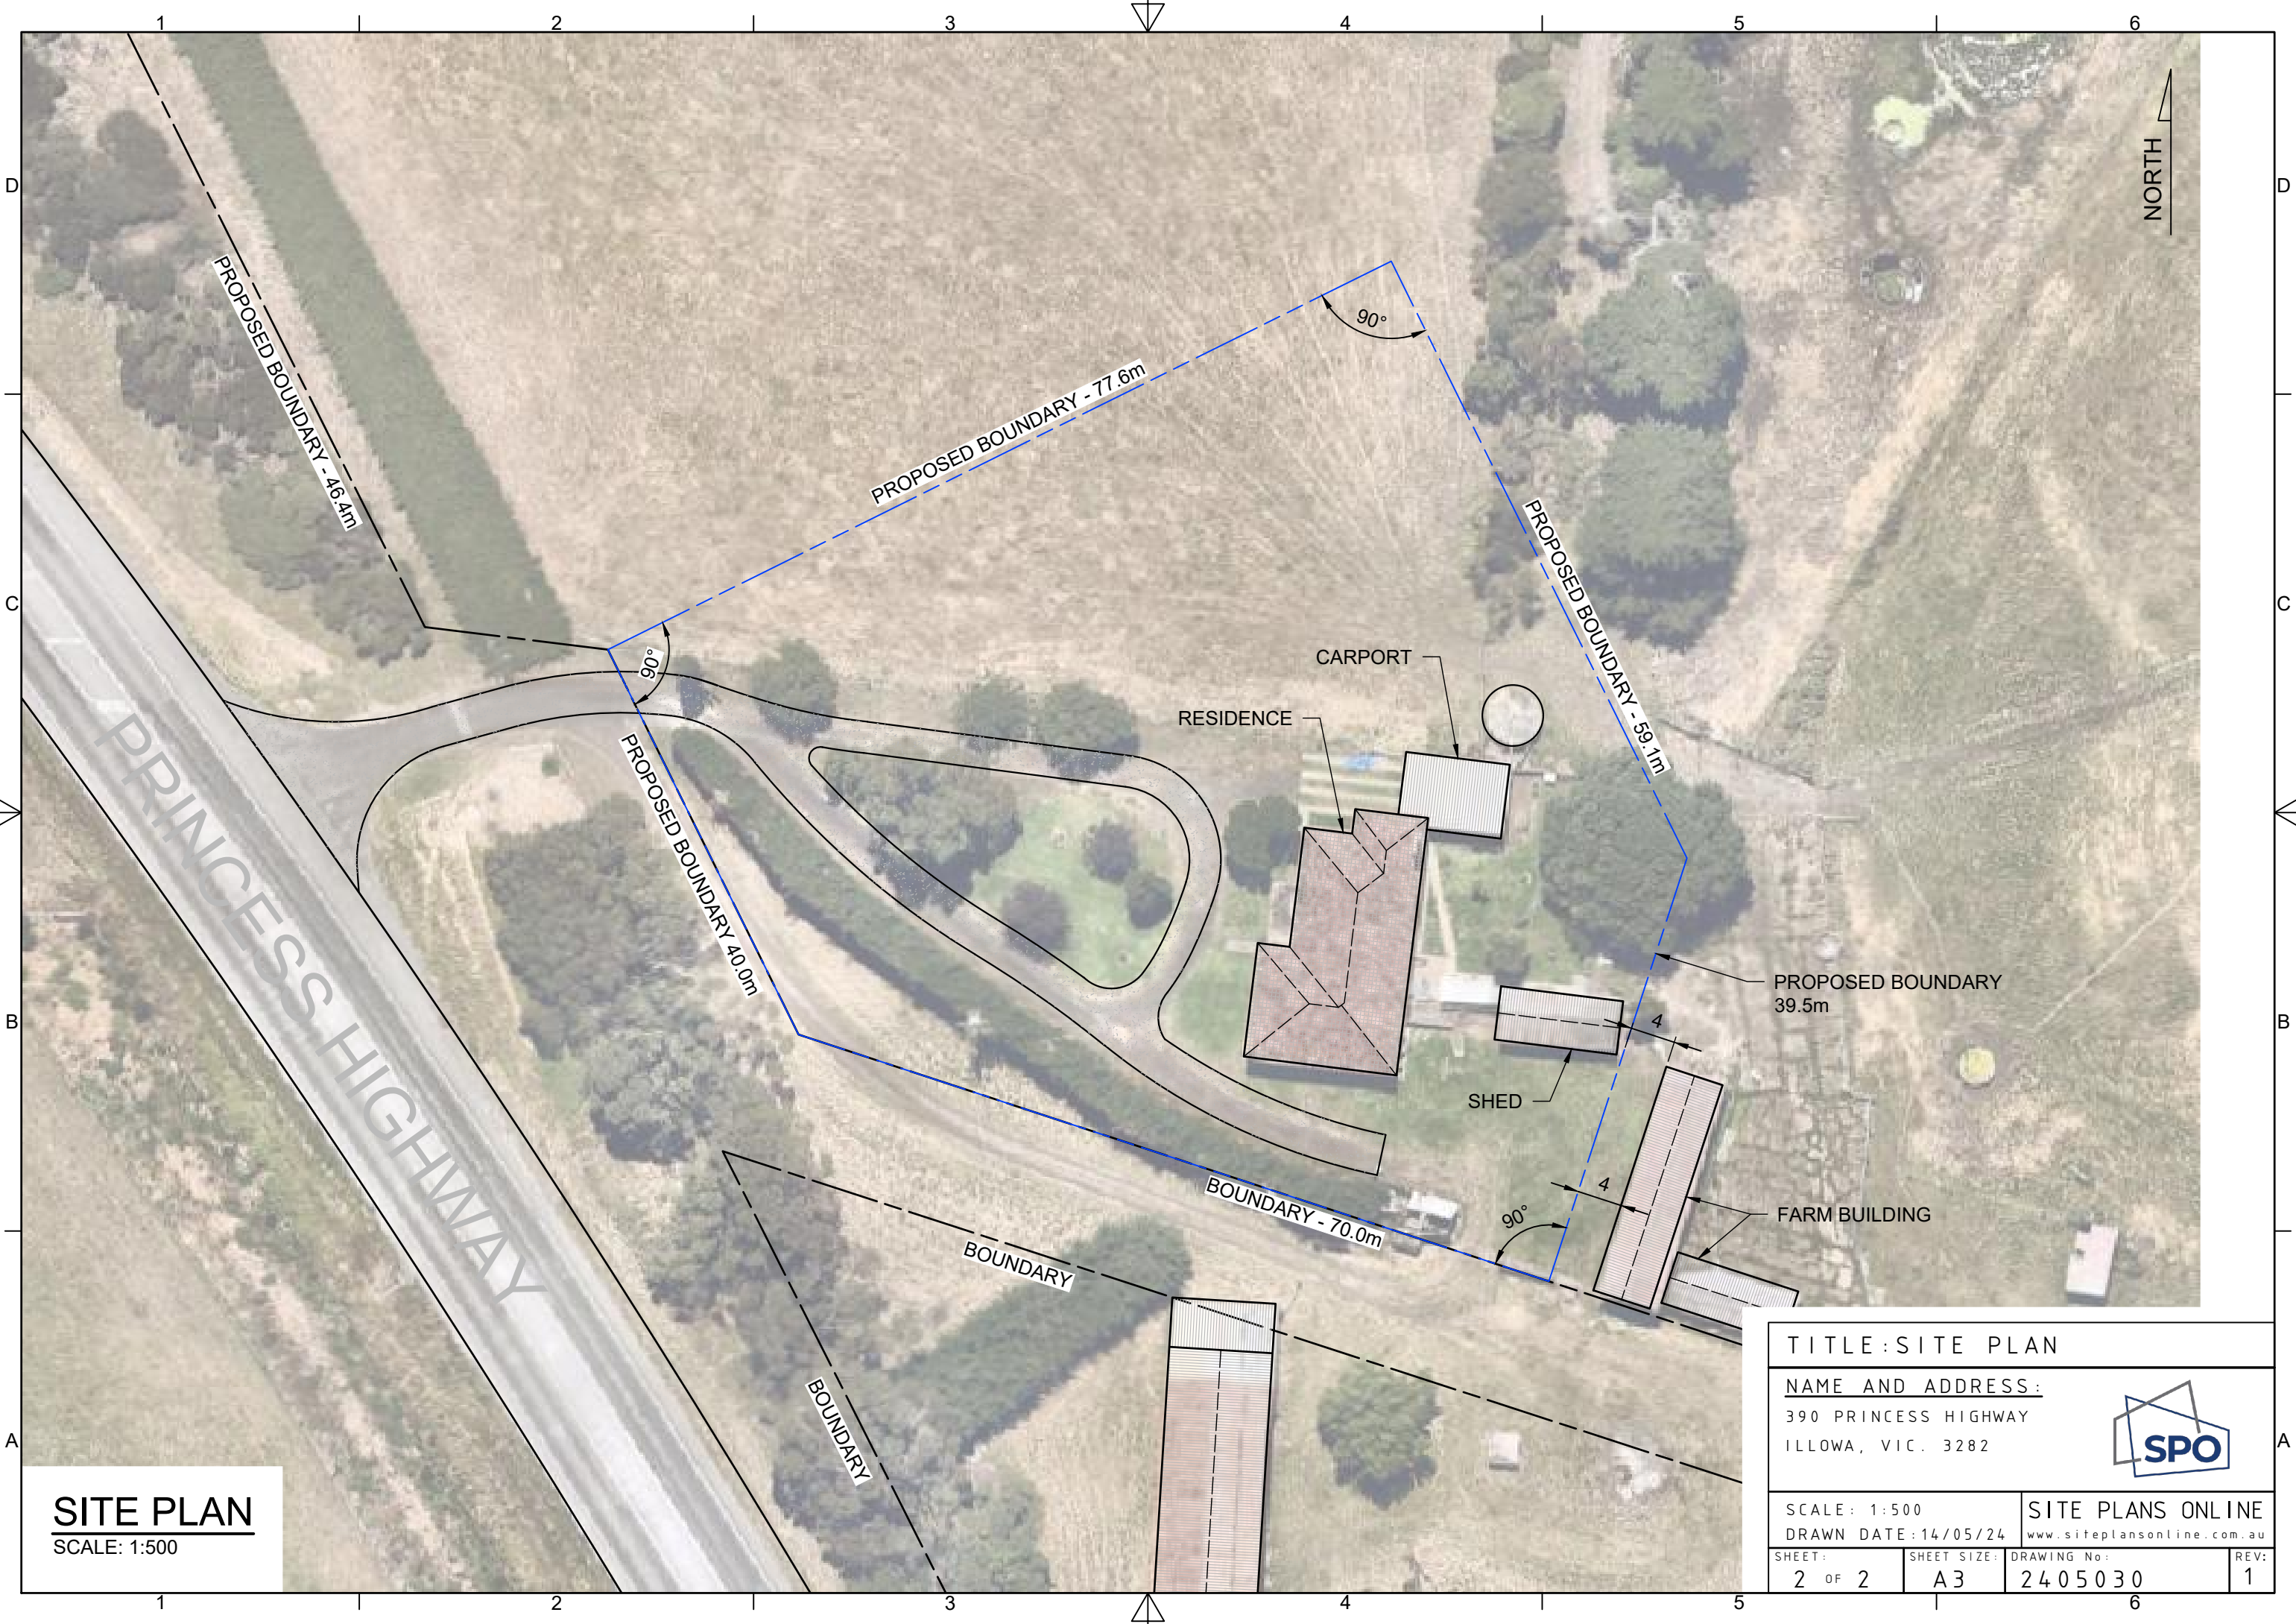 1 2 3 4 5 6
D D
NORTH
PROPOSED BOUNDARY - 46.4m
90°
PROPOSED BOUNDARY - 77.6m
PROPOSED BOUNDARY - 59.1m
C C
90°
CARPORT
RESIDENCE
PROPOSED BOUNDARY 40.0m
PRINCESS HIGHWAY
PROPOSED BOUNDARY
39.5m
B B
4
SHED
4
90°
BOUNDARY - 70.0m
FARM BUILDING
BOUNDARY
BOUNDARY
A A
SITE PLAN
SCALE: 1:500
TITLE: SITE PLAN
NAME AND ADDRESS:
390 PRINCESS HIGHWAY
ILLOWA, VIC. 3282
SPO
SCALE: 1:500
DRAWN DATE: 14/05/24
SITE PLANS ONLINE
www.siteplansonline.com.au
SHEET:
2 OF 2
SHEET SIZE:
A3
DRAWING No:
2405030
REV:
1
1 2 3 4 5 6